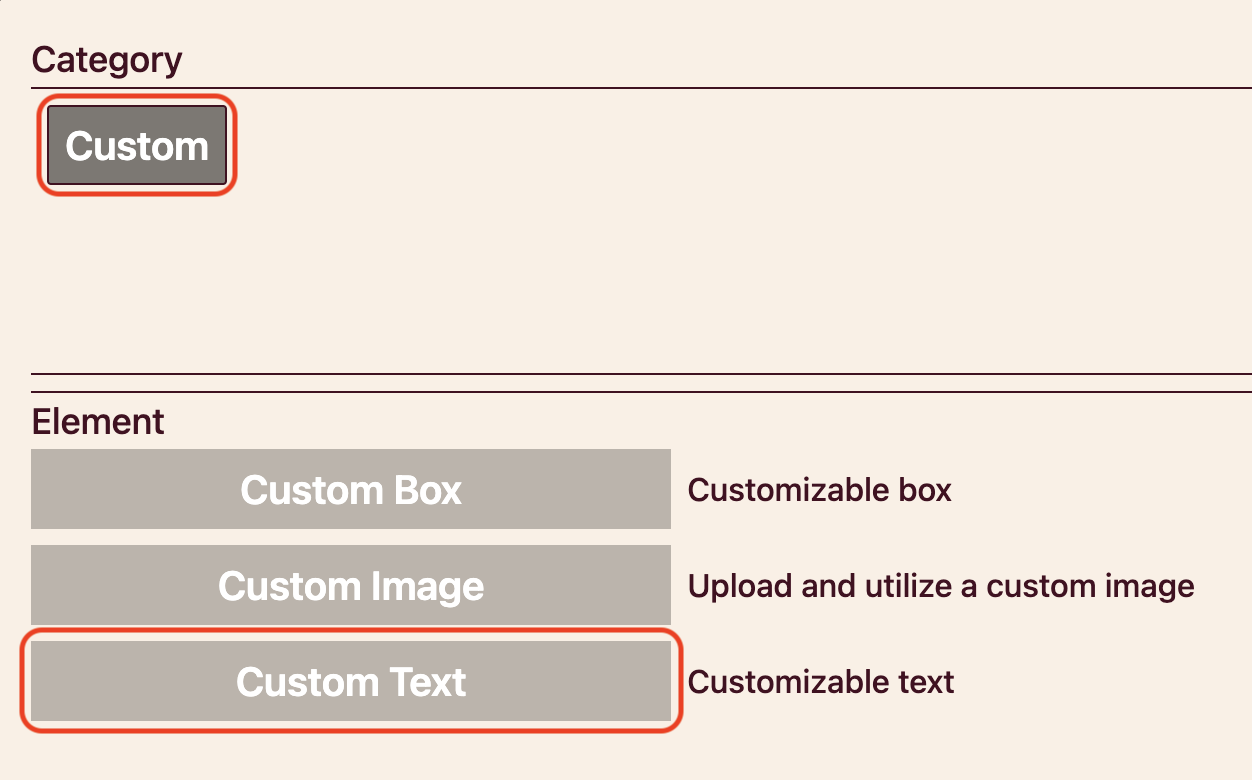 Category
Custom
Element
Custom Box
Customizable box
Custom Image
Upload and utilize a custom image
Custom Text
Customizable text